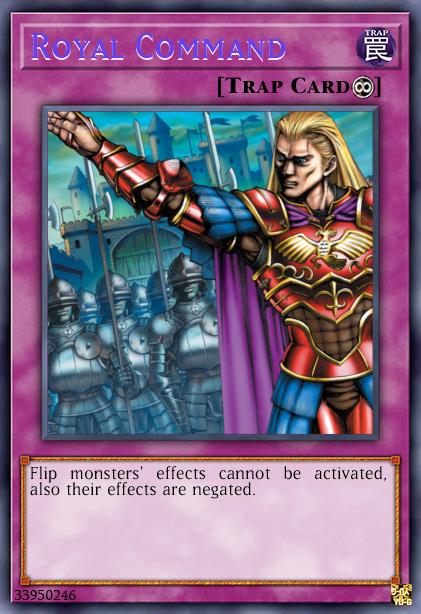 Royal Command
TRAP
罠
[Trap Card]
Flip monsters' effects cannot be activated,
also their effects are negated.
33950246